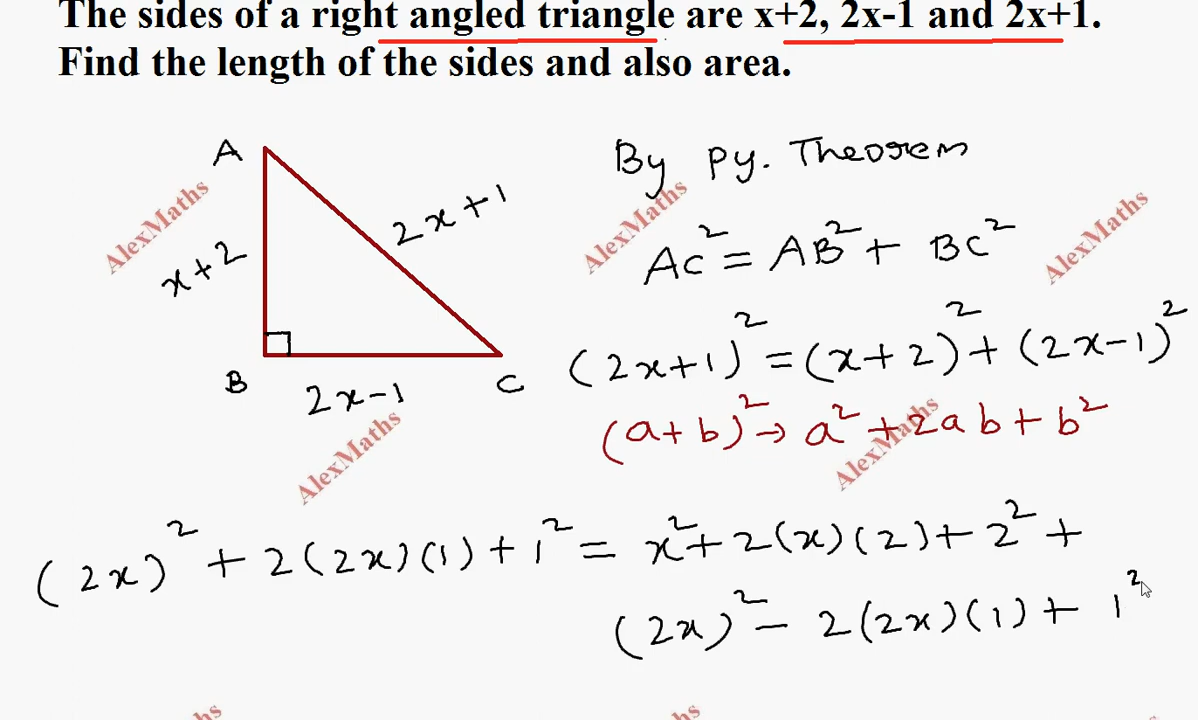 The sides of a right angled triangle are x+2, 2x-1 and 2x+1.
Find the length of the sides and also area.
A
By Py. Theorem
AlexMaths
2x+1
AlexMaths
AlexMaths
x+2
AC² = AB² + BC²
(2x+1)² = (x+2)² + (2x-1)²
B
2x-1
C
(a+b)² → a² + 2ab + b²
AlexMaths
AlexMaths
(2x)² + 2(2x)(1) + 1² = x² + 2(x)(2) + 2² +
(2x)² - 2(2x)(1) + 1²
hs
hs